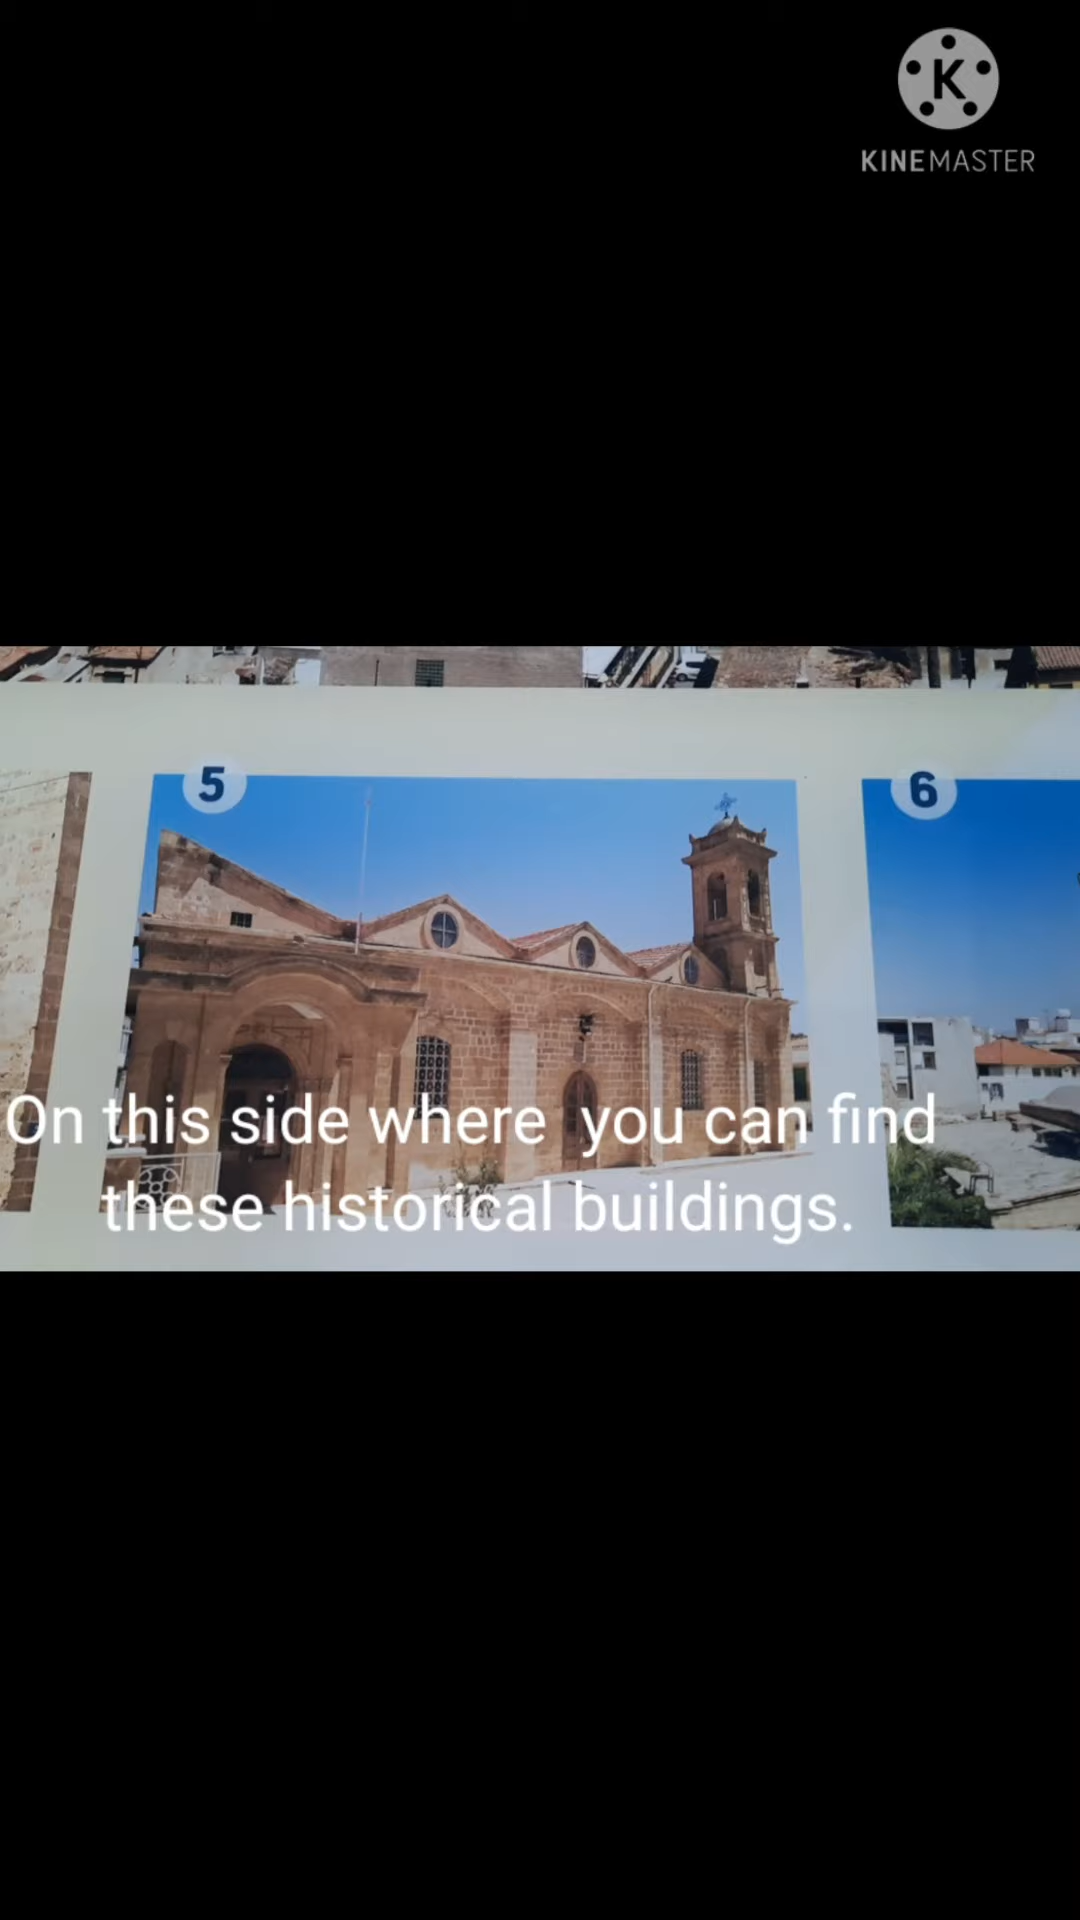 K
KINEMASTER
5
6
On this side where you can find
these historical buildings.